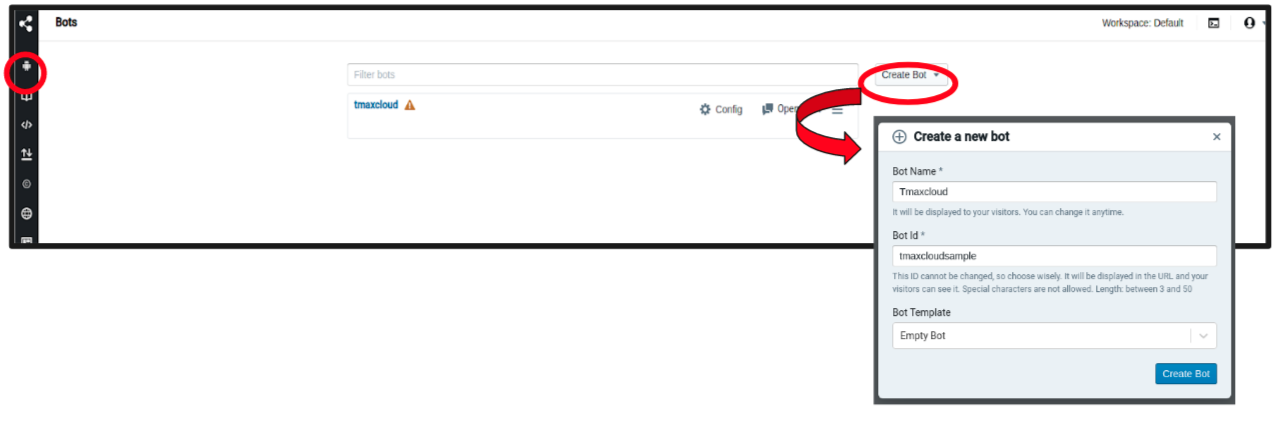 Bots
Workspace: Default
Filter bots
Create Bot
tmaxcloud
Config
Create a new bot
Bot Name *
Tmaxcloud
It will be displayed to your visitors. You can change it anytime.
Bot Id *
tmaxcloudsample
This ID cannot be changed, so choose wisely. It will be displayed in the URL and your
visitors can see it. Special characters are not allowed. Length: between 3 and 50
Bot Template
Empty Bot
Create Bot